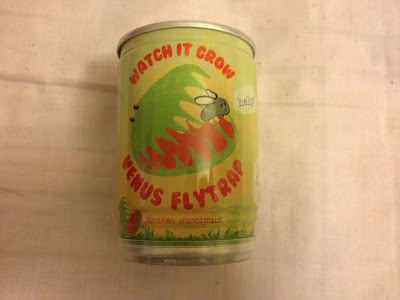 WATCH IT GROW
help!
VENUS FLYTRAP